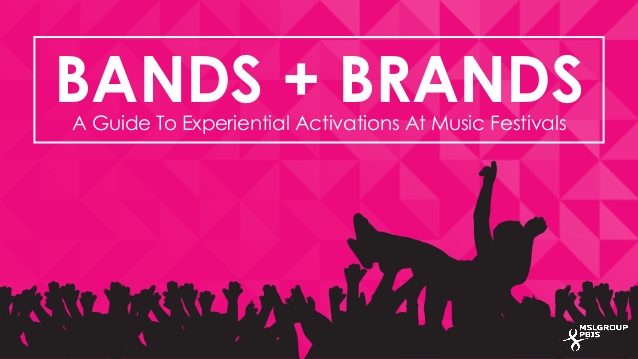 BANDS + BRANDS
A Guide To Experiential Activations At Music Festivals
MSLGROUP
PBJS